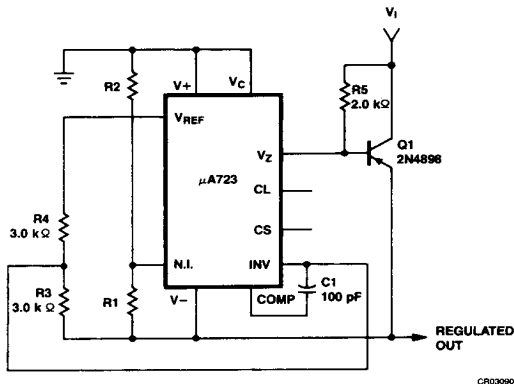 VI
R2
V+
VC
R5
2.0 kΩ
VREF
VZ
Q1
2N4898
μA723
CL
R4
3.0 kΩ
CS
N.I.
INV
R3
3.0 kΩ
R1
V−
COMP
C1
100 pF
REGULATED
OUT
CR03090